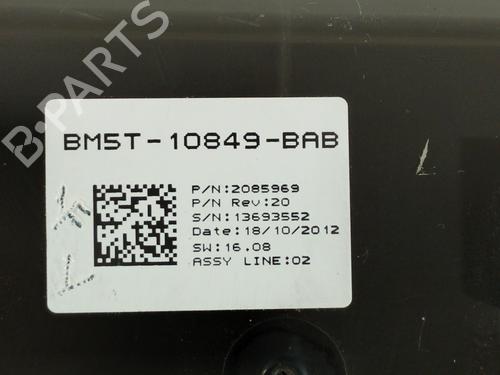 BM5T-10849-BAB
P/N:2085969
P/N Rev:20
S/N:13693552
Date:18/10/2012
SW:16.08
ASSY LINE:02
B-PARTS